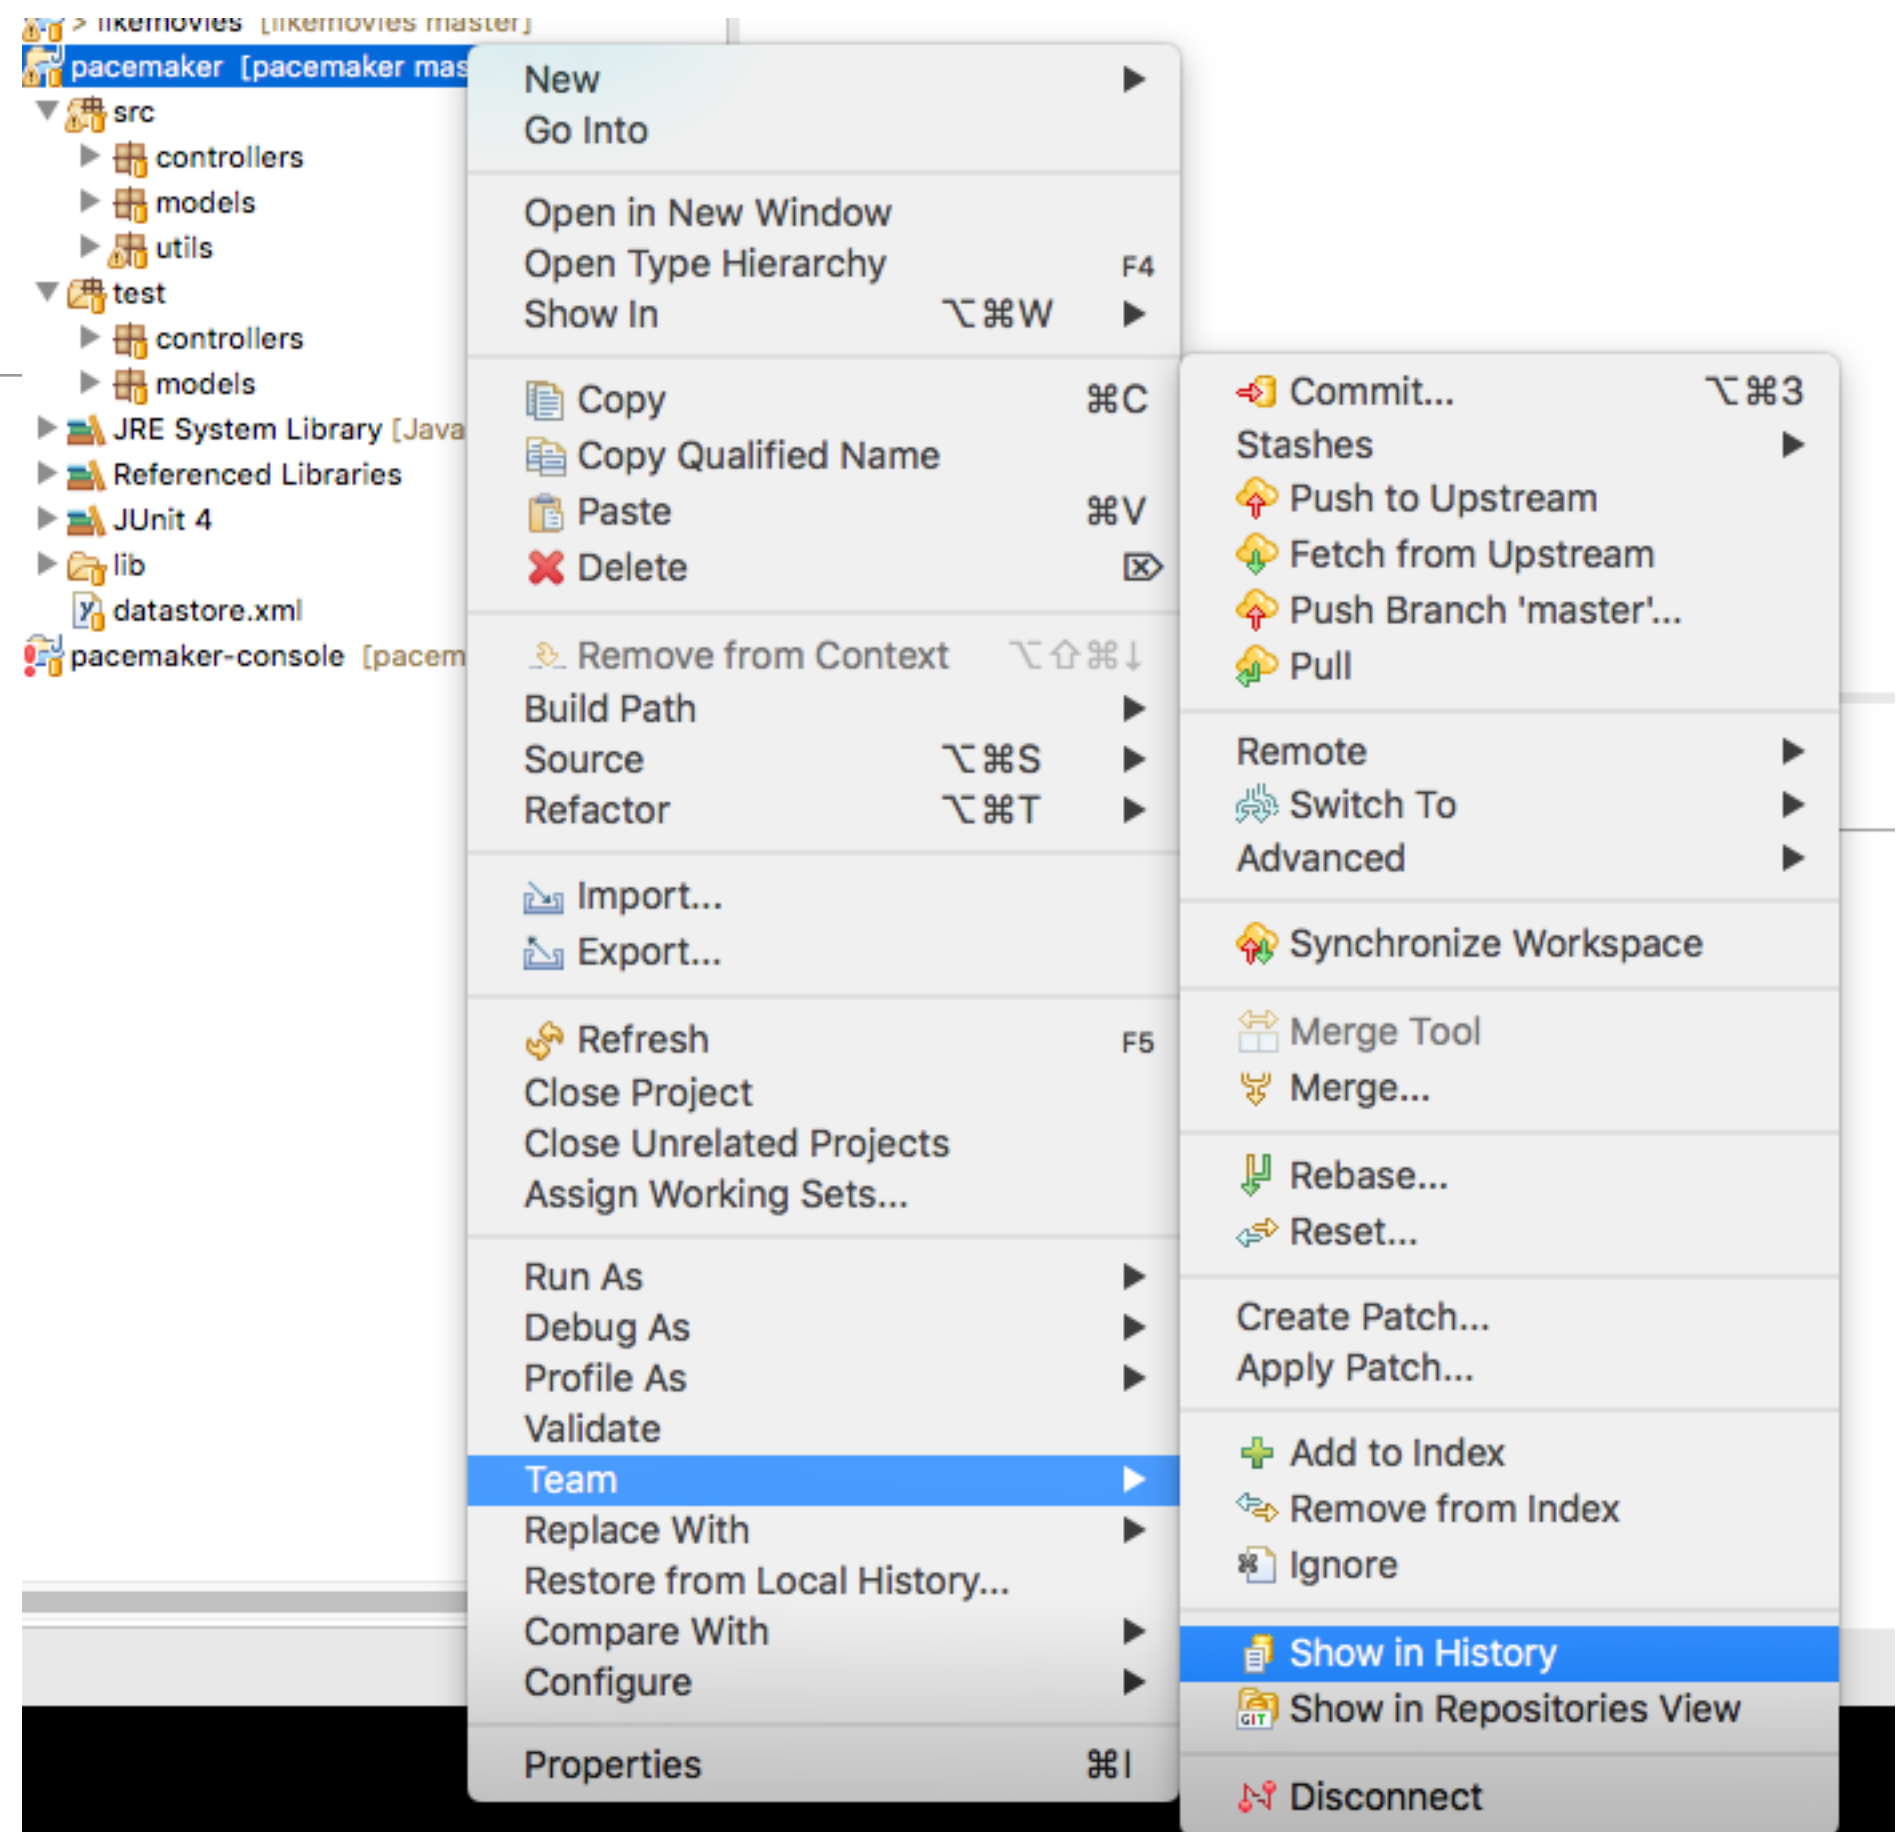 > likemovies [likemovies master]
pacemaker [pacemaker mas
src
controllers
models
utils
test
controllers
models
JRE System Library [Java
Referenced Libraries
JUnit 4
lib
datastore.xml
pacemaker-console [pacem
New
Go Into
Open in New Window
Open Type Hierarchy F4
Show In ⌥⌘W
Copy ⌘C
Copy Qualified Name
Paste ⌘V
Delete ⌦
Remove from Context ⌥⇧⌘↓
Build Path
Source ⌥⌘S
Refactor ⌥⌘T
Import...
Export...
Refresh F5
Close Project
Close Unrelated Projects
Assign Working Sets...
Run As
Debug As
Profile As
Validate
Team
Replace With
Restore from Local History...
Compare With
Configure
Properties ⌘I
Commit... ⌥⌘3
Stashes
Push to Upstream
Fetch from Upstream
Push Branch 'master'...
Pull
Remote
Switch To
Advanced
Synchronize Workspace
Merge Tool
Merge...
Rebase...
Reset...
Create Patch...
Apply Patch...
Add to Index
Remove from Index
Ignore
Show in History
GIT Show in Repositories View
Disconnect